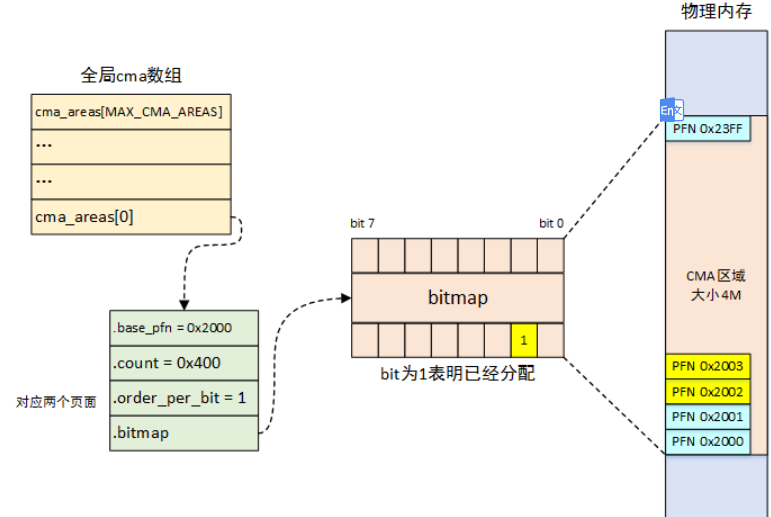 物理内存
全局cma数组
cma_areas[MAX_CMA_AREAS]
...
...
cma_areas[0]
En文
PFN 0x23FF
bit 7
bit 0
bitmap
1
bit为1表明已经分配
CMA区域
大小4M
.base_pfn = 0x2000
.count = 0x400
.order_per_bit = 1
.bitmap
对应两个页面
PFN 0x2003
PFN 0x2002
PFN 0x2001
PFN 0x2000